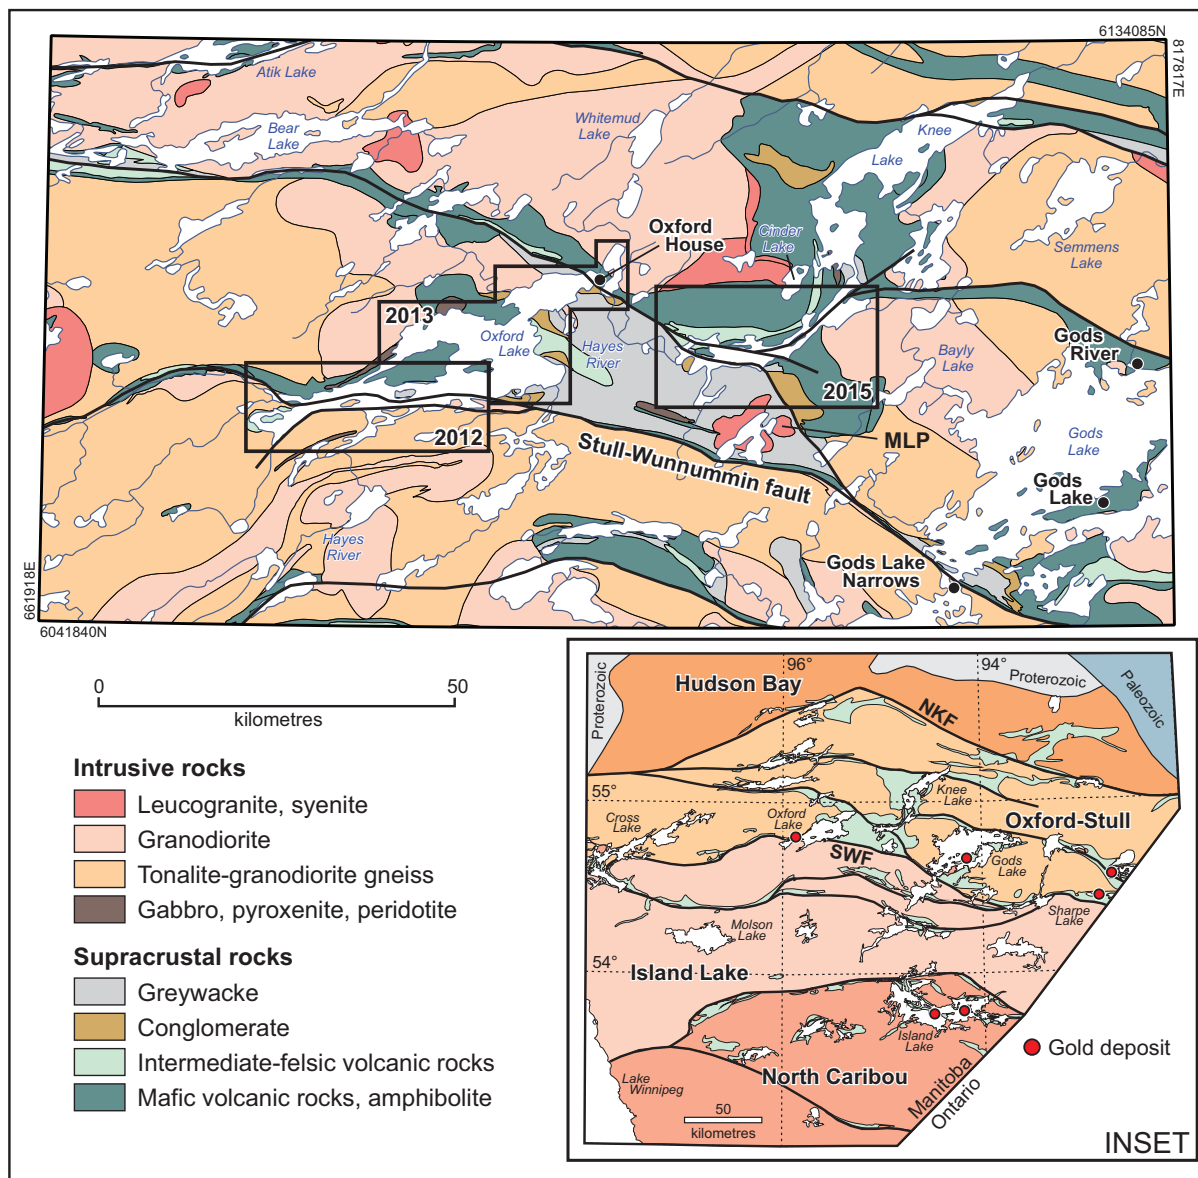 6134085N
817817E
Atik Lake
Bear
Lake
Whitemud
Lake
Knee
Lake
Oxford
House
Cinder
Lake
Semmens
Lake
2013
Oxford
Lake
Hayes
River
Bayly
Lake
Gods
River
2015
2012
MLP
Stull-Wunnummin fault
Gods
Lake
Gods
Lake
Hayes
River
Gods Lake
Narrows
661918E
6041840N
0 50
kilometres
Intrusive rocks
Leucogranite, syenite
Granodiorite
Tonalite-granodiorite gneiss
Gabbro, pyroxenite, peridotite
Supracrustal rocks
Greywacke
Conglomerate
Intermediate-felsic volcanic rocks
Mafic volcanic rocks, amphibolite
96° 94°
Proterozoic
Hudson Bay
Proterozoic
Paleozoic
NKF
55°
Knee
Lake
Cross
Lake
Oxford
Lake
Oxford-Stull
SWF
Gods
Lake
Sharpe
Lake
Molson
Lake
54°
Island Lake
Island
Lake
Gold deposit
North Caribou
Lake
Winnipeg
Manitoba
Ontario
50
kilometres
INSET